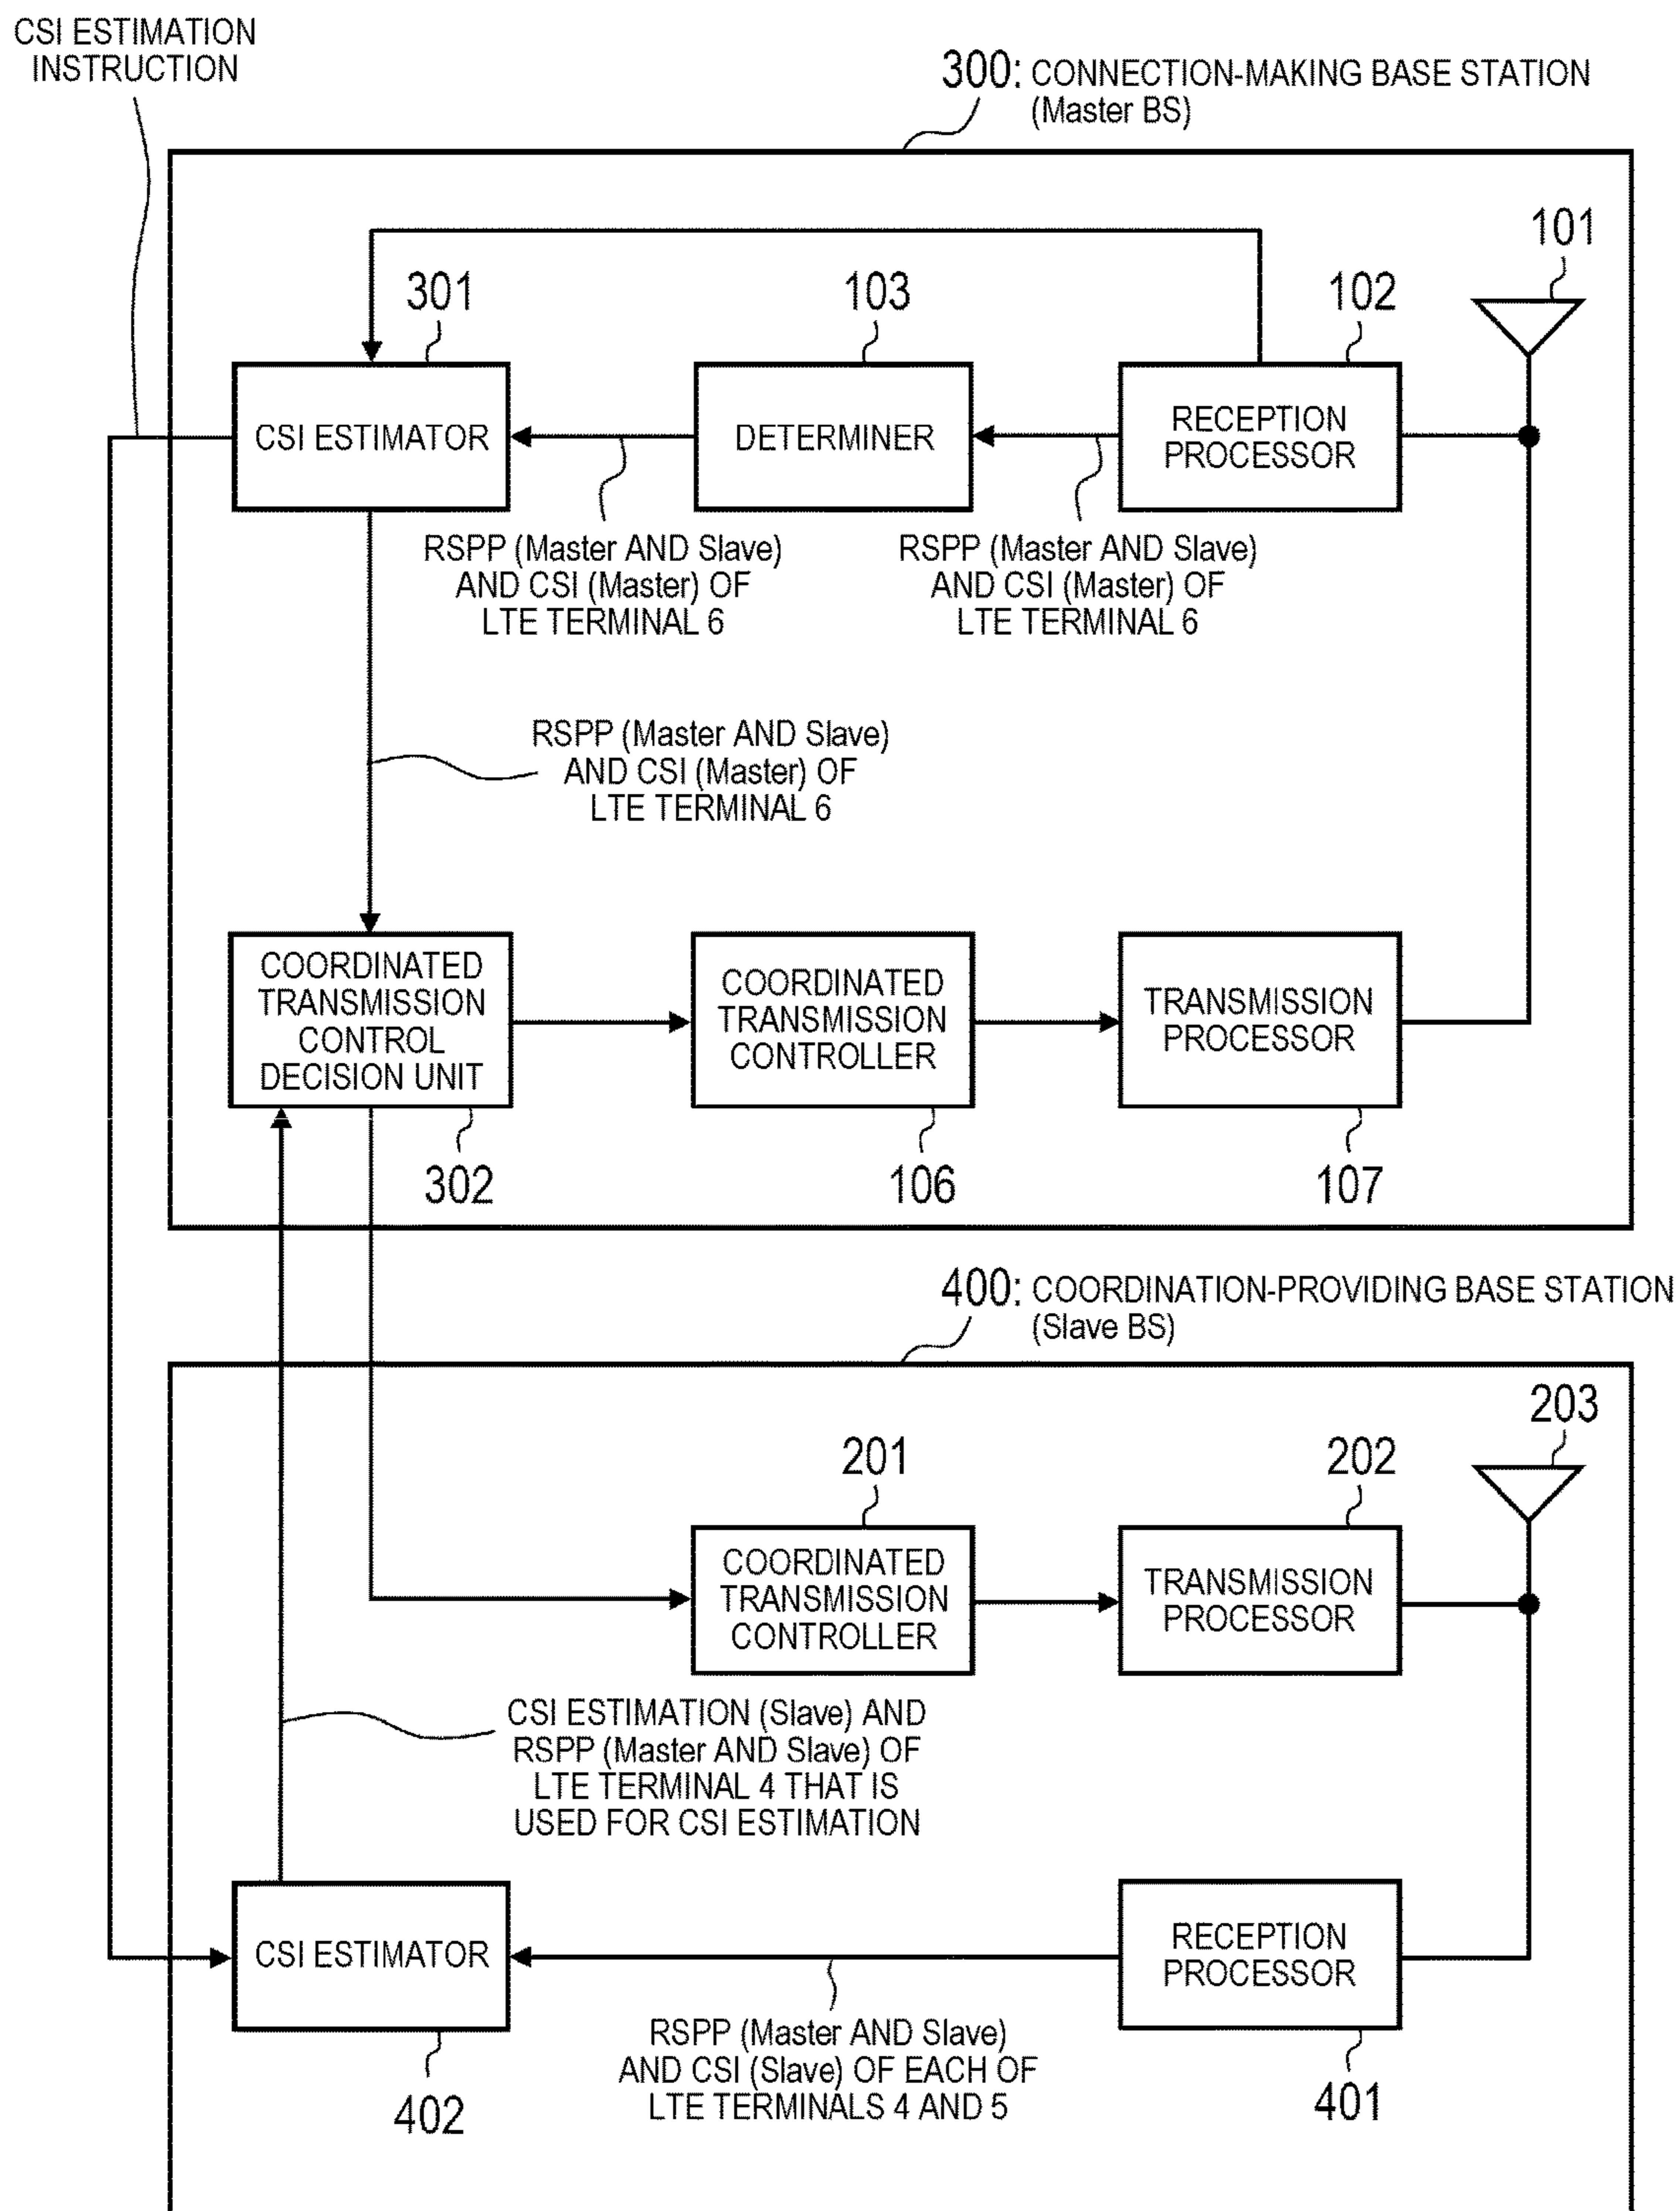 CSI ESTIMATION
INSTRUCTION
300: CONNECTION-MAKING BASE STATION
(Master BS)
101
301
103
102
CSI ESTIMATOR
DETERMINER
RECEPTION
PROCESSOR
RSPP (Master AND Slave)
AND CSI (Master) OF
LTE TERMINAL 6
RSPP (Master AND Slave)
AND CSI (Master) OF
LTE TERMINAL 6
RSPP (Master AND Slave)
AND CSI (Master) OF
LTE TERMINAL 6
COORDINATED
TRANSMISSION
CONTROL
DECISION UNIT
COORDINATED
TRANSMISSION
CONTROLLER
TRANSMISSION
PROCESSOR
302
106
107
400: COORDINATION-PROVIDING BASE STATION
(Slave BS)
203
201
202
COORDINATED
TRANSMISSION
CONTROLLER
TRANSMISSION
PROCESSOR
CSI ESTIMATION (Slave) AND
RSPP (Master AND Slave) OF
LTE TERMINAL 4 THAT IS
USED FOR CSI ESTIMATION
CSI ESTIMATOR
RECEPTION
PROCESSOR
RSPP (Master AND Slave)
AND CSI (Slave) OF EACH OF
LTE TERMINALS 4 AND 5
402
401